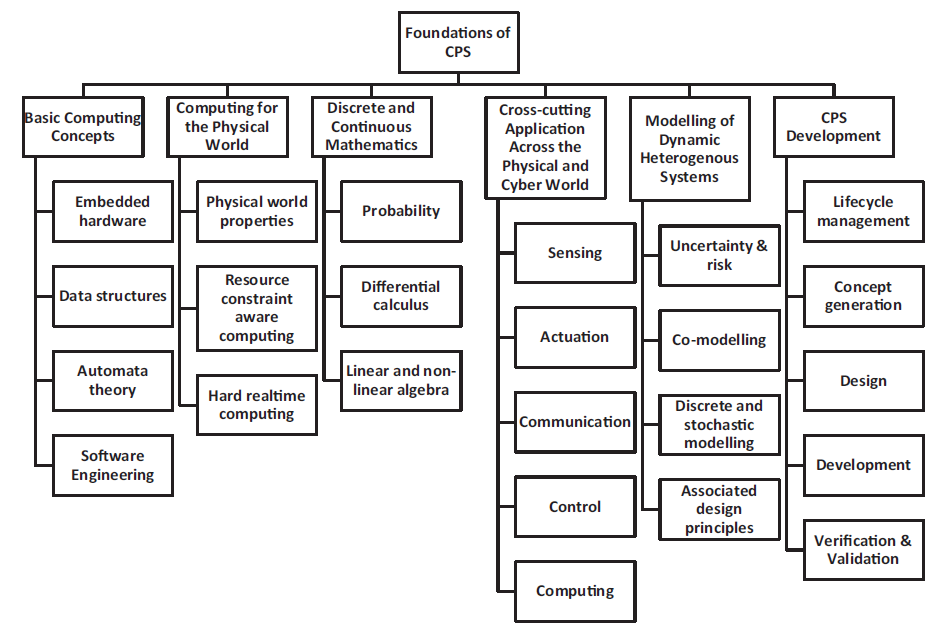 Foundations of
CPS
Basic Computing
Concepts
Embedded
hardware
Data structures
Automata
theory
Software
Engineering
Computing for
the Physical
World
Physical world
properties
Resource
constraint
aware
computing
Hard realtime
computing
Discrete and
Continuous
Mathematics
Probability
Differential
calculus
Linear and non-
linear algebra
Cross-cutting
Application
Across the
Physical and
Cyber World
Sensing
Actuation
Communication
Control
Computing
Modelling of
Dynamic
Heterogenous
Systems
Uncertainty &
risk
Co-modelling
Discrete and
stochastic
modelling
Associated
design
principles
CPS
Development
Lifecycle
management
Concept
generation
Design
Development
Verification &
Validation